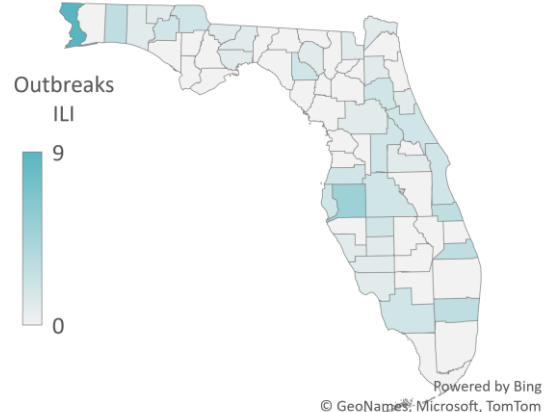 Outbreaks
ILI
9
0
Powered by Bing
© GeoNames, Microsoft, TomTom